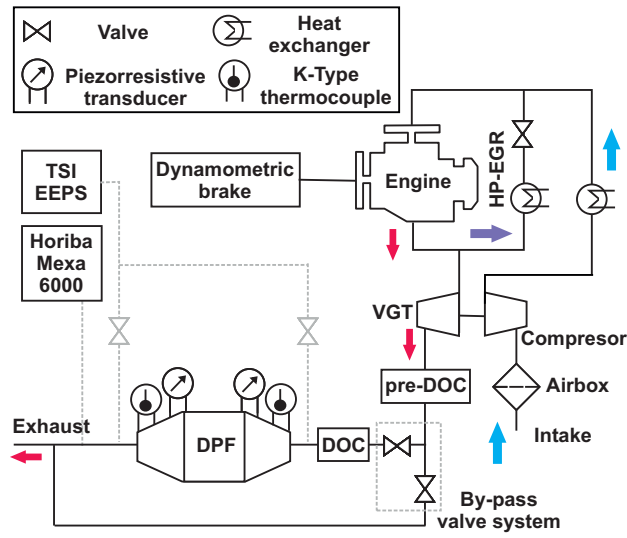 Valve
Heat
exchanger
Piezorresistive
transducer
K-Type
thermocouple
TSI
EEPS
Dynamometric
brake
Engine
HP-EGR
Horiba
Mexa
6000
VGT
Compresor
pre-DOC
Airbox
Exhaust
DPF
DOC
Intake
By-pass
valve system